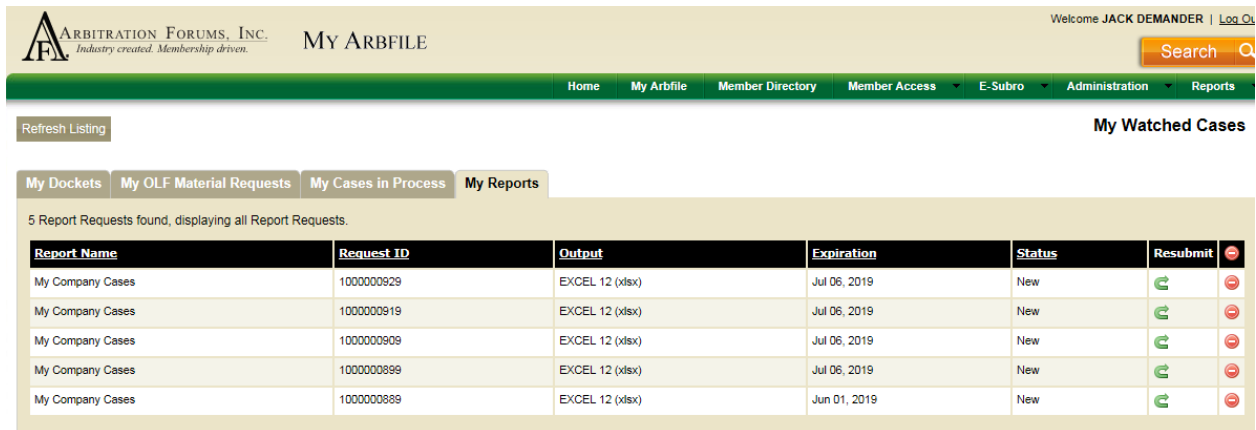 Welcome JACK DEMANDER | Log Ou
ARBITRATION FORUMS, INC.
Industry created. Membership driven.
AF
MY ARBFILE
Search
Home My Arbfile Member Directory Member Access E-Subro Administration Reports
Refresh Listing
My Watched Cases
My Dockets My OLF Material Requests My Cases in Process My Reports
5 Report Requests found, displaying all Report Requests.
Report Name Request ID Output Expiration Status Resubmit
My Company Cases 1000000929 EXCEL 12 (xlsx) Jul 06, 2019 New
My Company Cases 1000000919 EXCEL 12 (xlsx) Jul 06, 2019 New
My Company Cases 1000000909 EXCEL 12 (xlsx) Jul 06, 2019 New
My Company Cases 1000000899 EXCEL 12 (xlsx) Jul 06, 2019 New
My Company Cases 1000000889 EXCEL 12 (xlsx) Jun 01, 2019 New